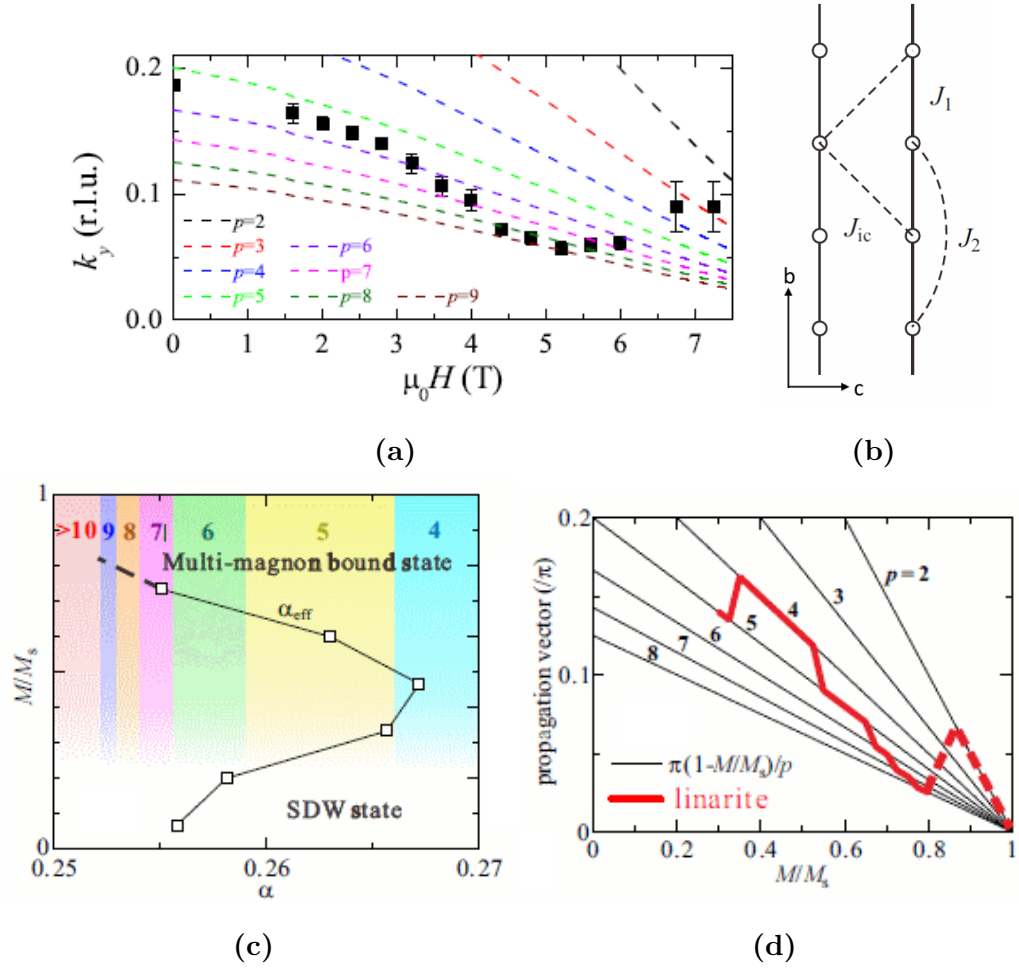 0.2
0.1
0.0
k_y (r.l.u.)
p=2
p=3
p=6
p=4
p=7
p=5
p=8
p=9
0 1 2 3 4 5 6 7
μ₀H (T)
(a)
J₁
J_ic
J₂
b
c
(b)
1
>10 9 8 7| 6 5 4
Multi-magnon bound state
α_eff
M/M_s
SDW state
0
0.25 0.26 0.27
α
(c)
0.2
p = 2
3
4
5
6
7
8
0.1
propagation vector (/π)
π(1-M/M_s)/p
linarite
0
0 0.2 0.4 0.6 0.8 1
M/M_s
(d)